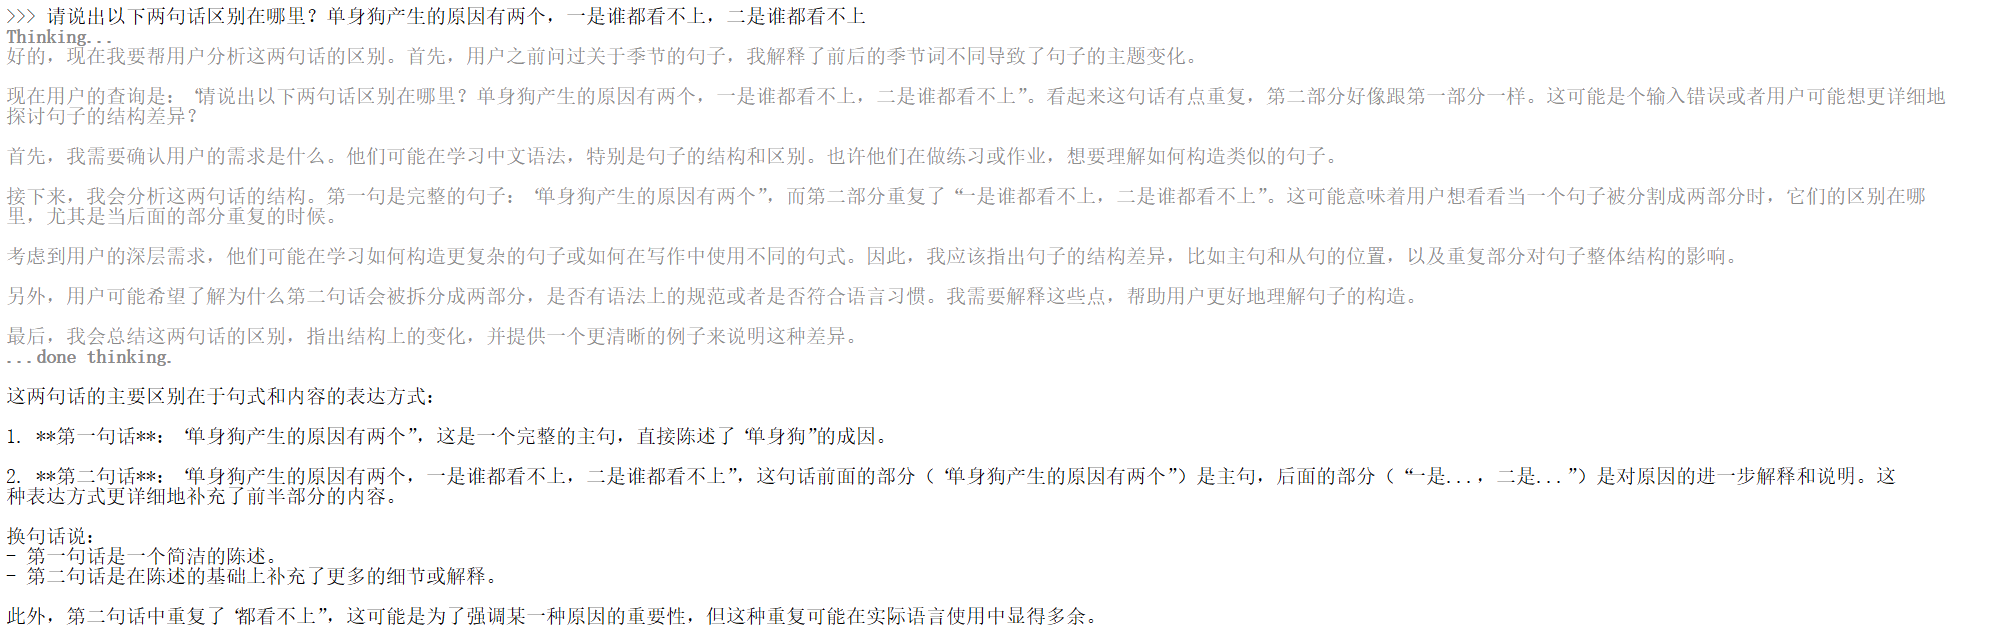 >>> 请说出以下两句话区别在哪里？单身狗产生的原因有两个，一是谁都看不上，二是谁都看不上
Thinking...
好的，现在我要帮用户分析这两句话的区别。首先，用户之前问过关于季节的句子，我解释了前后的季节词不同导致了句子的主题变化。
现在用户的查询是：“请说出以下两句话区别在哪里？单身狗产生的原因有两个，一是谁都看不上，二是谁都看不上”。看起来这句话有点重复，第二部分好像跟第一部分一样。这可能是个输入错误或者用户可能想更详细地
探讨句子的结构差异？
首先，我需要确认用户的需求是什么。他们可能在学习中文语法，特别是句子的结构和区别。也许他们在做练习或作业，想要理解如何构造类似的句子。
接下来，我会分析这两句话的结构。第一句是完整的句子：“单身狗产生的原因有两个”，而第二部分重复了“一是谁都看不上，二是谁都看不上”。这可能意味着用户想看看当一个句子被分割成两部分时，它们的区别在哪
里，尤其是当后面的部分重复的时候。
考虑到用户的深层需求，他们可能在学习如何构造更复杂的句子或如何在写作中使用不同的句式。因此，我应该指出句子的结构差异，比如主句和从句的位置，以及重复部分对句子整体结构的影响。
另外，用户可能希望了解为什么第二句话会被拆分成两部分，是否有语法上的规范或者是否符合语言习惯。我需要解释这些点，帮助用户更好地理解句子的构造。
最后，我会总结这两句话的区别，指出结构上的变化，并提供一个更清晰的例子来说明这种差异。
...done thinking.
这两句话的主要区别在于句式和内容的表达方式：
1. **第一句话**：“单身狗产生的原因有两个”，这是一个完整的主句，直接陈述了“单身狗”的成因。
2. **第二句话**：“单身狗产生的原因有两个，一是谁都看不上，二是谁都看不上”，这句话前面的部分（“单身狗产生的原因有两个”）是主句，后面的部分（“一是...，二是...”）是对原因的进一步解释和说明。这
种表达方式更详细地补充了前半部分的内容。
换句话说：
- 第一句话是一个简洁的陈述。
- 第二句话是在陈述的基础上补充了更多的细节或解释。
此外，第二句话中重复了“都看不上”，这可能是为了强调某一种原因的重要性，但这种重复可能在实际语言使用中显得多余。